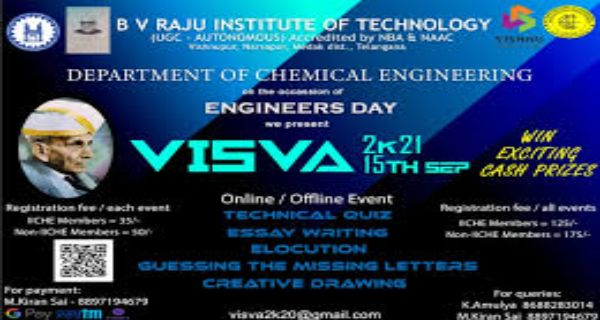 B V RAJU INSTITUTE OF TECHNOLOGY
(UGC - AUTONOMOUS) Accredited by NBA & NAAC
Vishnupur, Narsapur, Medak dist., Telangana
VISHNU
DEPARTMENT OF CHEMICAL ENGINEERING
on the occassion of
ENGINEERS DAY
we present
VISVA 2K21
15TH SEP
WIN
EXCITING
CASH PRIZES
Online / Offline Event
TECHNICAL QUIZ
ESSAY WRITING
ELOCUTION
GUESSING THE MISSING LETTERS
CREATIVE DRAWING
Registration fee / each event
IICHE Members = 35/-
Non-IICHE Members = 50/-
Registration fee / all events
IICHE Members = 125/-
Non-IICHE Members = 175/-
For payment:
M.Kiran Sai - 8897194679
G Pay paytm
visva2k20@gmail.com
For queries:
K.Amulya 8688283014
M.Kiran Sai 8897194679